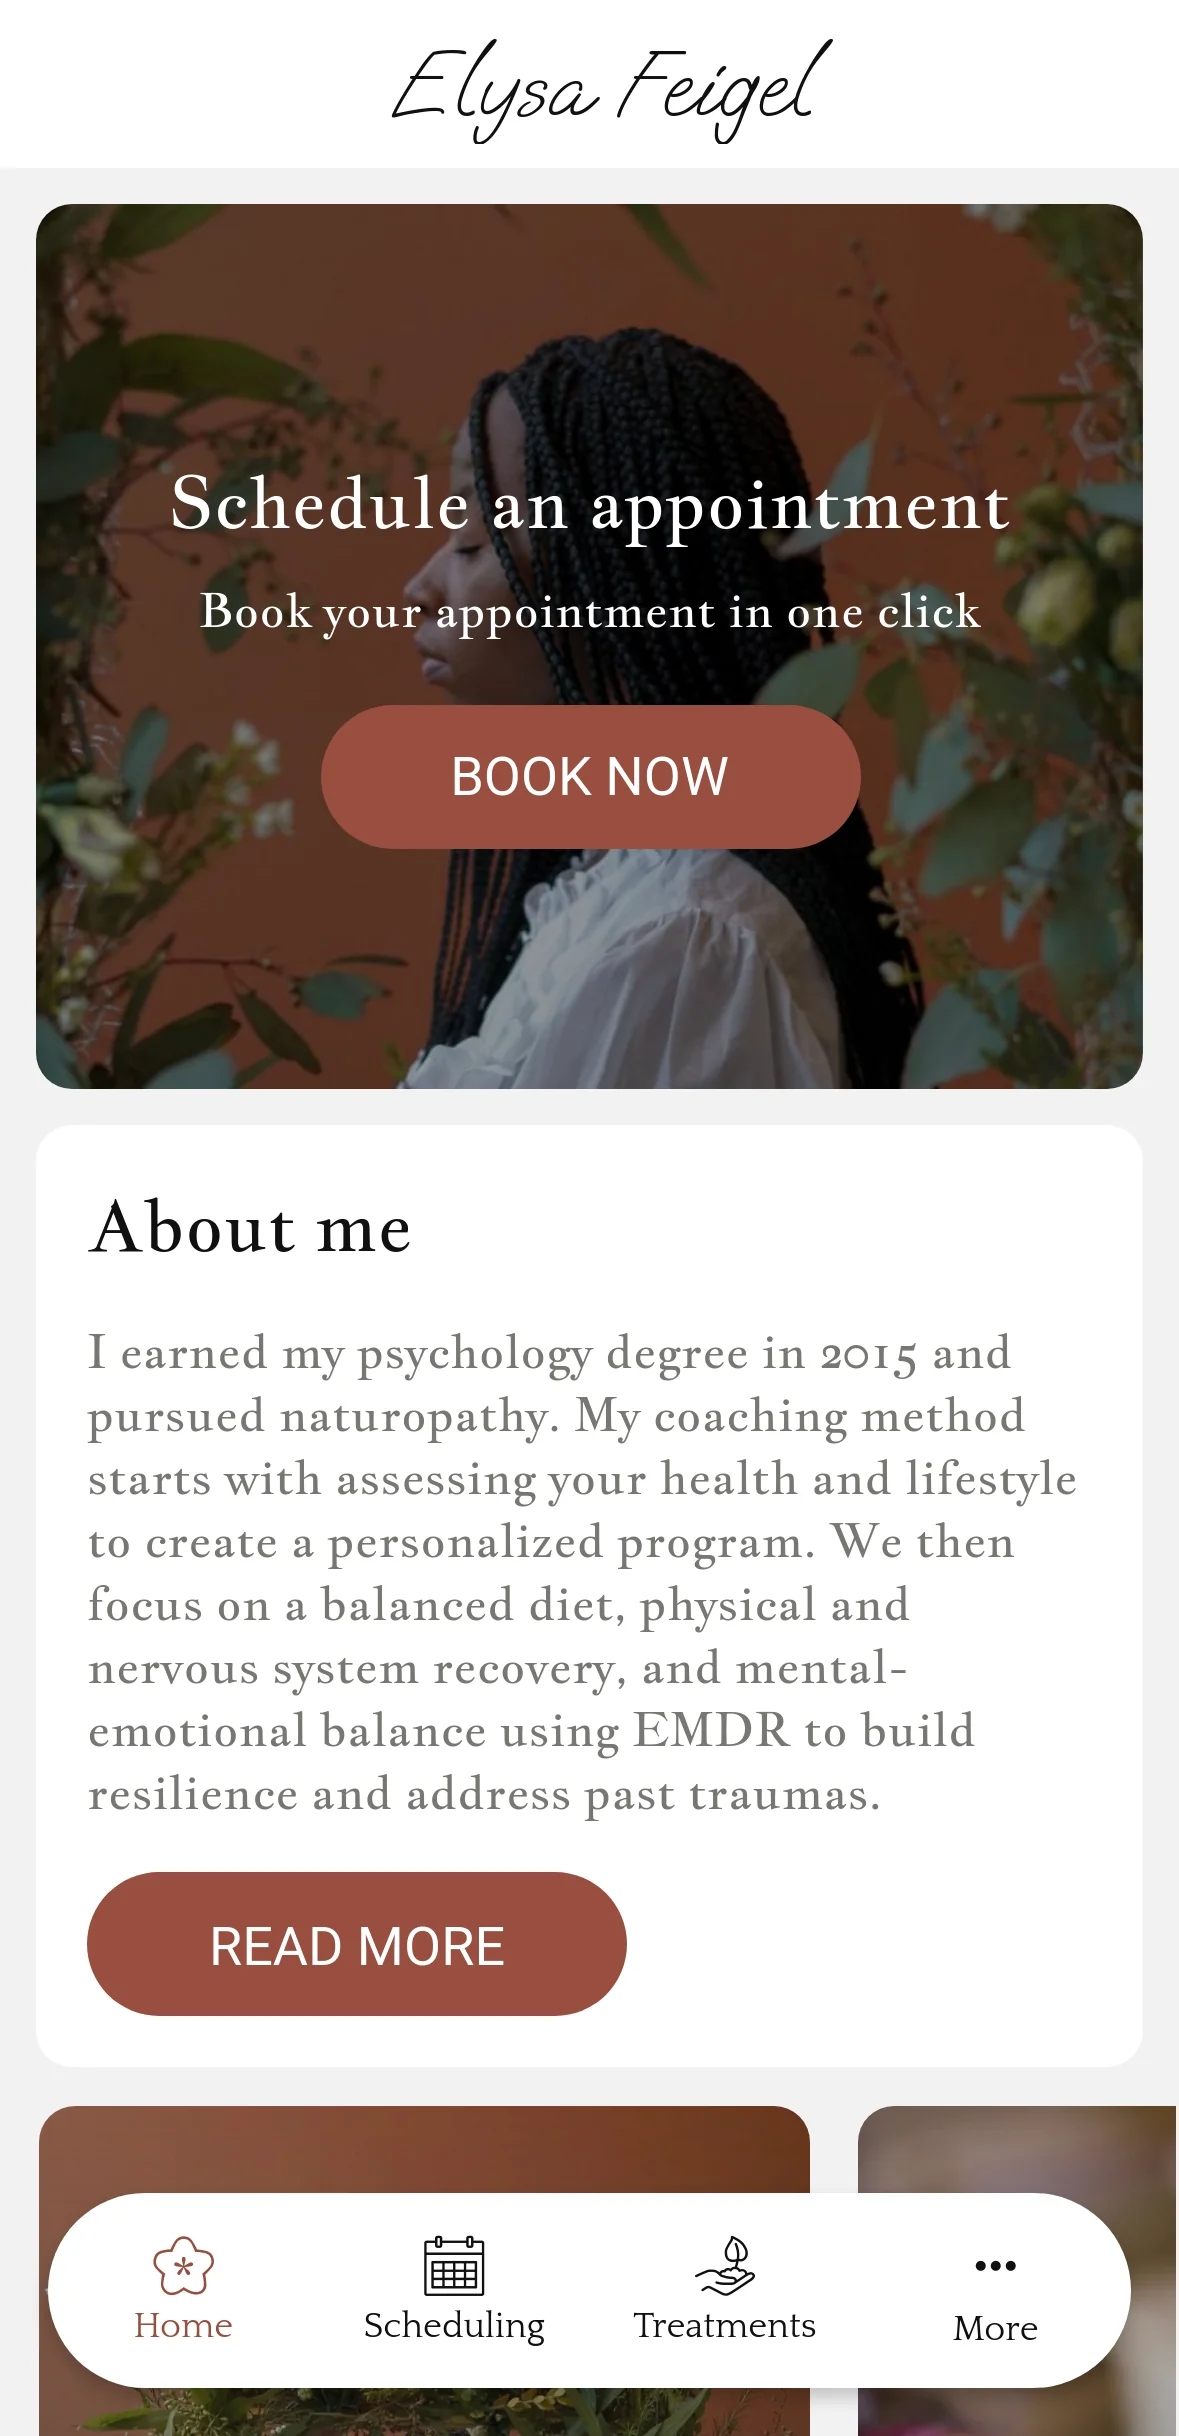 Elysa Feigel
Schedule an appointment
Book your appointment in one click
BOOK NOW
About me
I earned my psychology degree in 2015 and
pursued naturopathy. My coaching method
starts with assessing your health and lifestyle
to create a personalized program. We then
focus on a balanced diet, physical and
nervous system recovery, and mental-
emotional balance using EMDR to build
resilience and address past traumas.
READ MORE
Home
Scheduling
Treatments
More